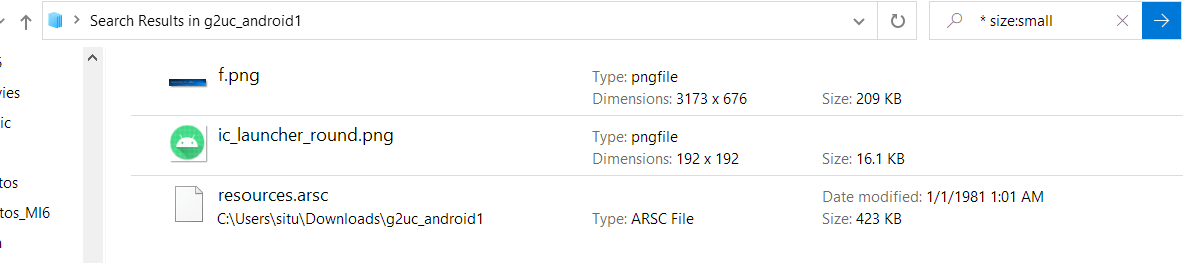 Search Results in g2uc_android1
* size:small
f.png
Type: pngfile
Dimensions: 3173 x 676
Size: 209 KB
ic_launcher_round.png
Type: pngfile
Dimensions: 192 x 192
Size: 16.1 KB
resources.arsc
Date modified: 1/1/1981 1:01 AM
C:\Users\situ\Downloads\g2uc_android1
Type: ARSC File
Size: 423 KB
vies
ic
tos
tos_MI6